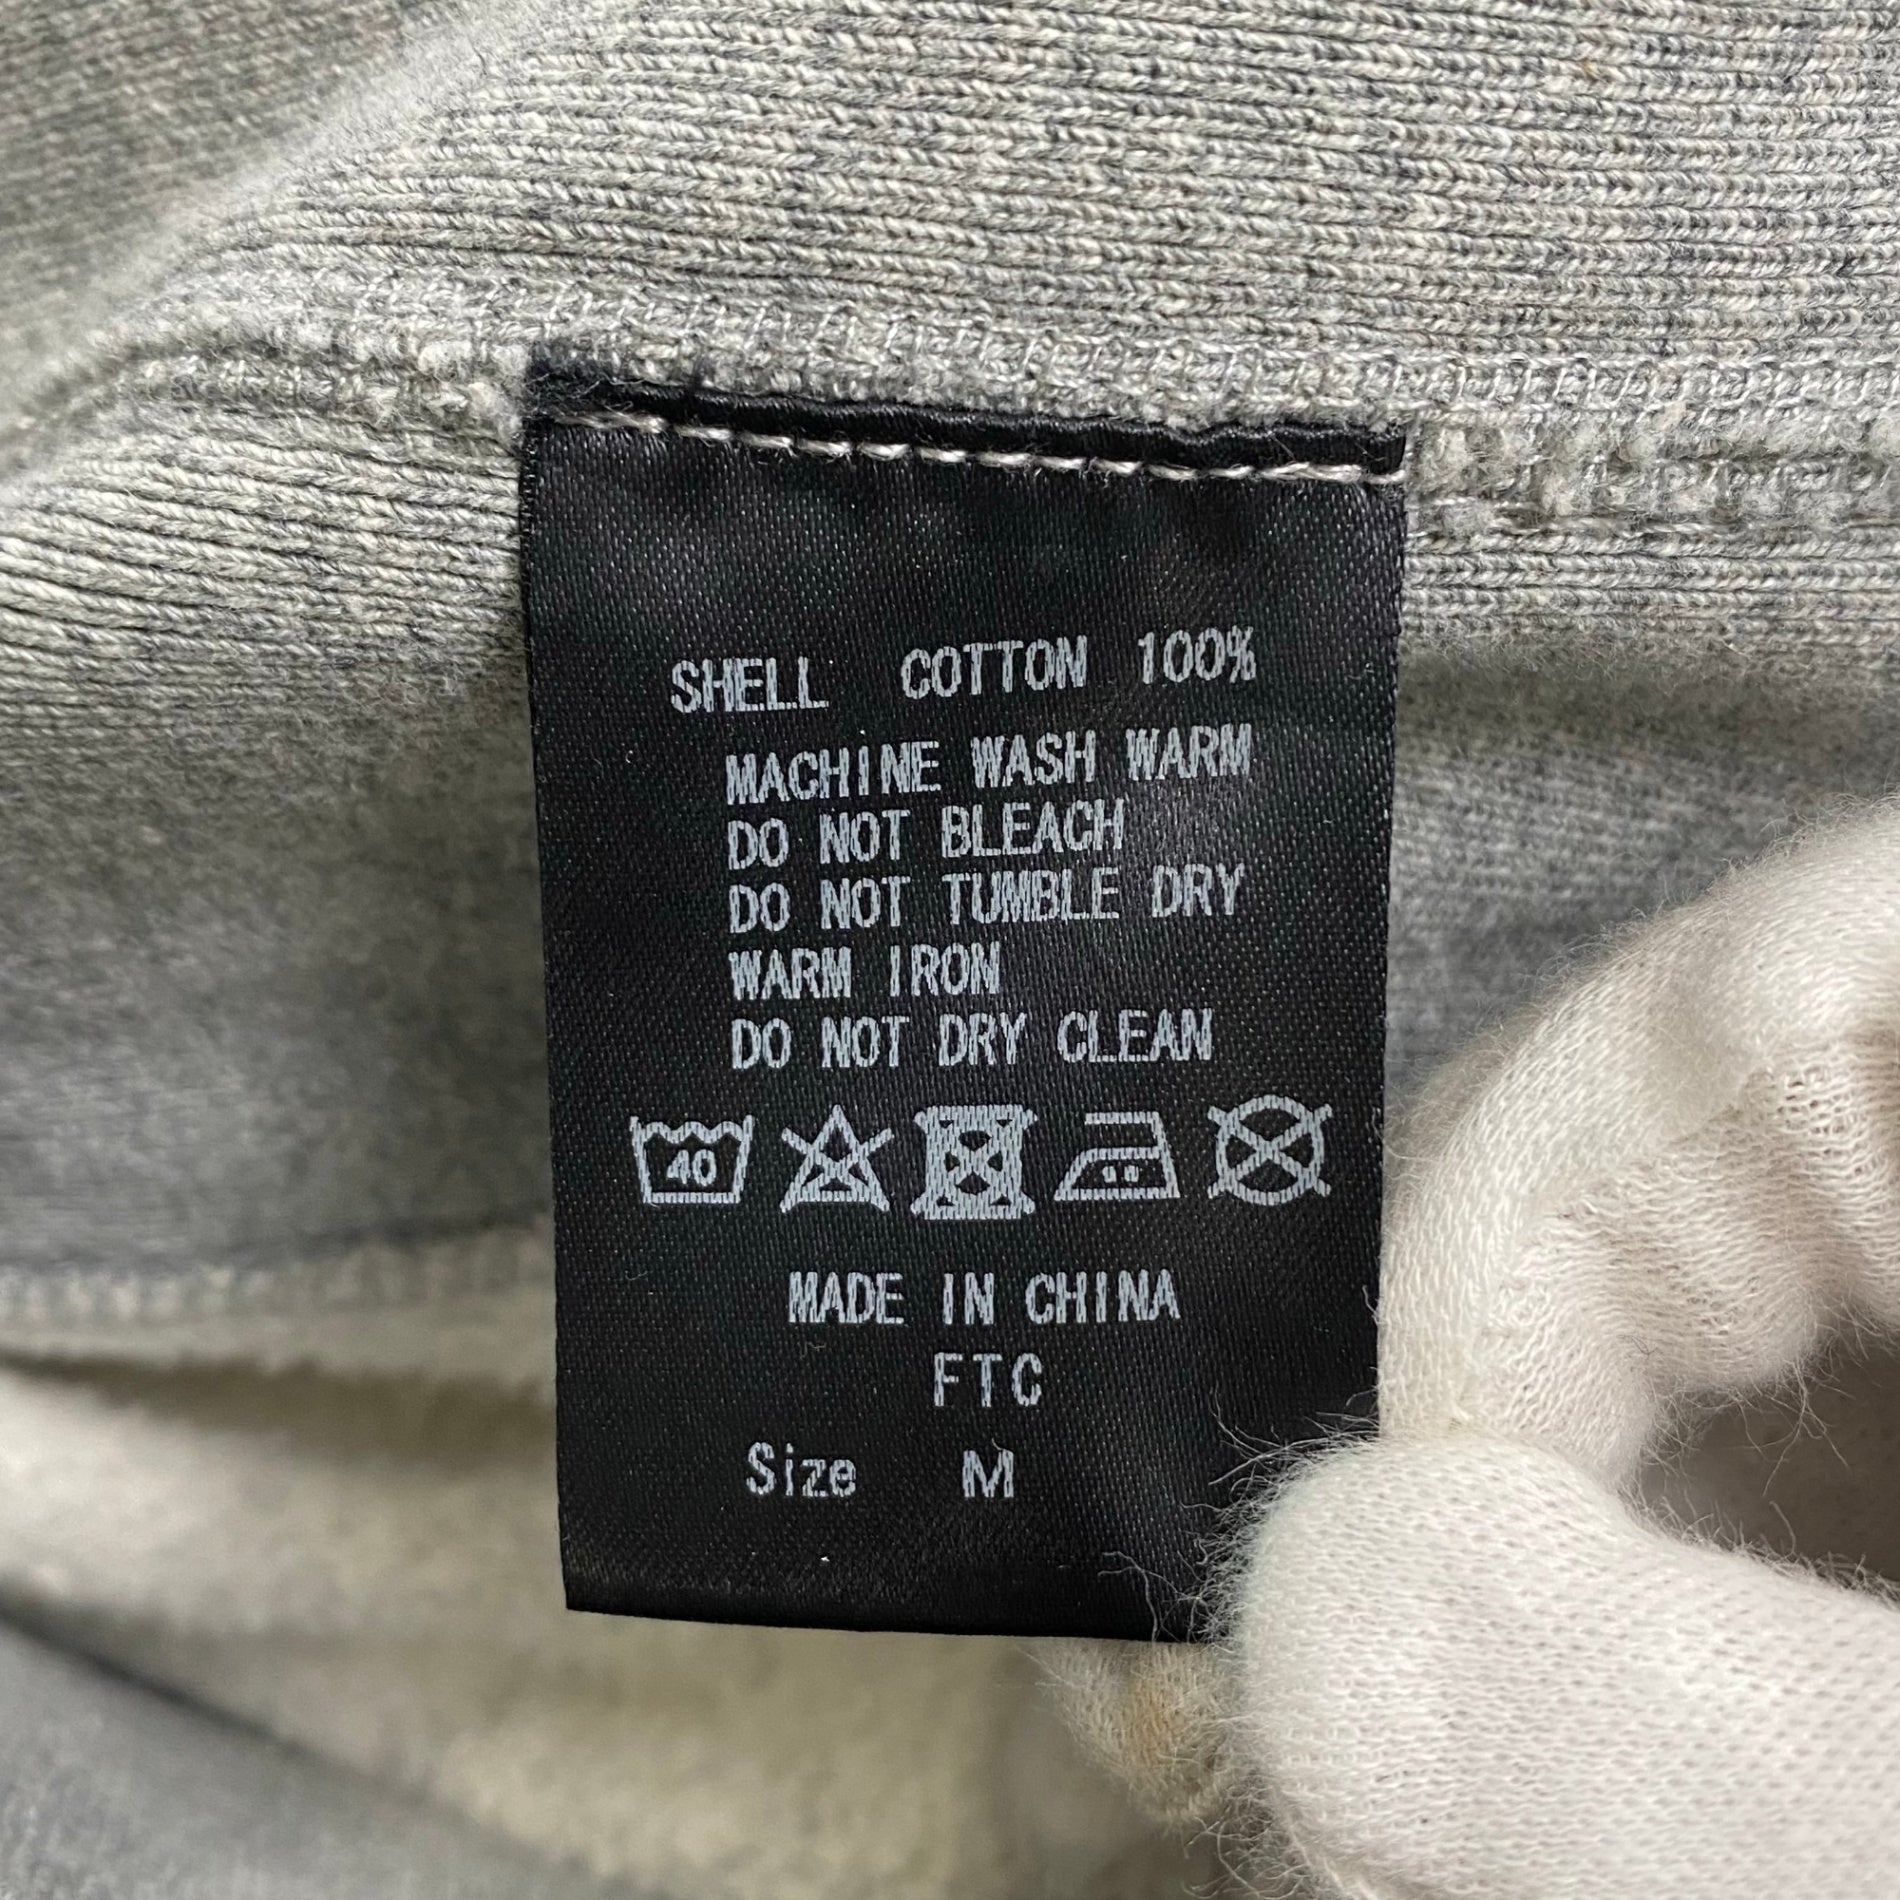 SHELL COTTON 100%
MACHINE WASH WARM
DO NOT BLEACH
DO NOT TUMBLE DRY
WARM IRON
DO NOT DRY CLEAN
40
MADE IN CHINA
FTC
Size M